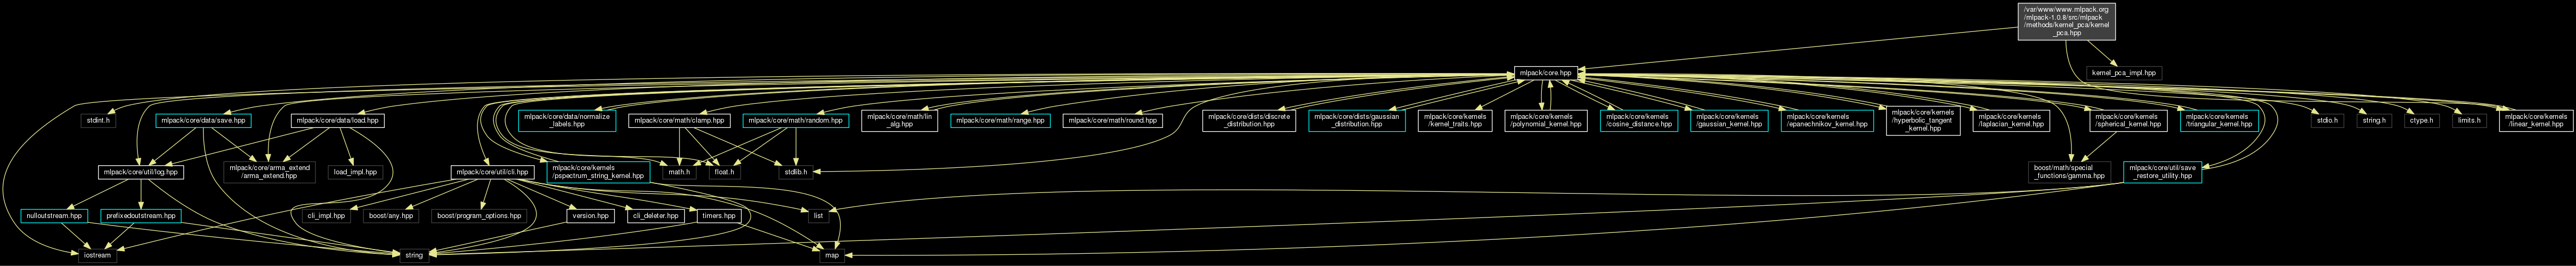 /var/www/www.mlpack.org
/mlpack-1.0.8/src/mlpack
/methods/kernel_pca/kernel
_pca.hpp
mlpack/core.hpp
kernel_pca_impl.hpp
stdint.h
mlpack/core/data/save.hpp
mlpack/core/data/load.hpp
mlpack/core/data/normalize
_labels.hpp
mlpack/core/math/clamp.hpp
mlpack/core/math/random.hpp
mlpack/core/math/lin
_alg.hpp
mlpack/core/math/range.hpp
mlpack/core/math/round.hpp
mlpack/core/dists/discrete
_distribution.hpp
mlpack/core/dists/gaussian
_distribution.hpp
mlpack/core/kernels
/kernel_traits.hpp
mlpack/core/kernels
/polynomial_kernel.hpp
mlpack/core/kernels
/cosine_distance.hpp
mlpack/core/kernels
/gaussian_kernel.hpp
mlpack/core/kernels
/epanechnikov_kernel.hpp
mlpack/core/kernels
/hyperbolic_tangent
_kernel.hpp
mlpack/core/kernels
/laplacian_kernel.hpp
mlpack/core/kernels
/spherical_kernel.hpp
mlpack/core/kernels
/triangular_kernel.hpp
stdio.h
string.h
ctype.h
limits.h
mlpack/core/kernels
/linear_kernel.hpp
mlpack/core/util/log.hpp
mlpack/core/arma_extend
/arma_extend.hpp
load_impl.hpp
mlpack/core/util/cli.hpp
mlpack/core/kernels
/pspectrum_string_kernel.hpp
math.h
float.h
stdlib.h
boost/math/special
_functions/gamma.hpp
mlpack/core/util/save
_restore_utility.hpp
nulloutstream.hpp
prefixedoutstream.hpp
cli_impl.hpp
boost/any.hpp
boost/program_options.hpp
version.hpp
cli_deleter.hpp
timers.hpp
list
iostream
string
map